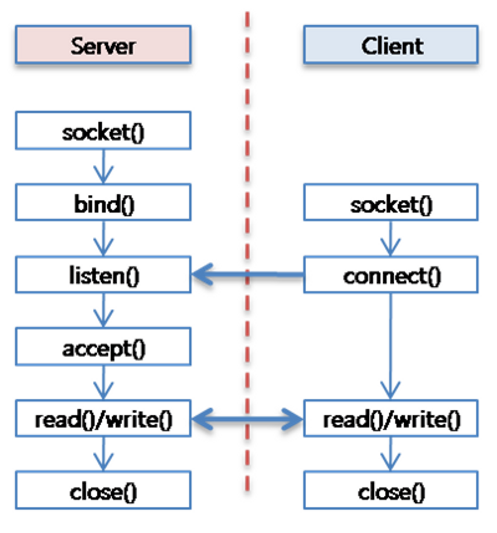 Server
Client
socket()
bind()
socket()
listen()
connect()
accept()
read()/write()
read()/write()
close()
close()